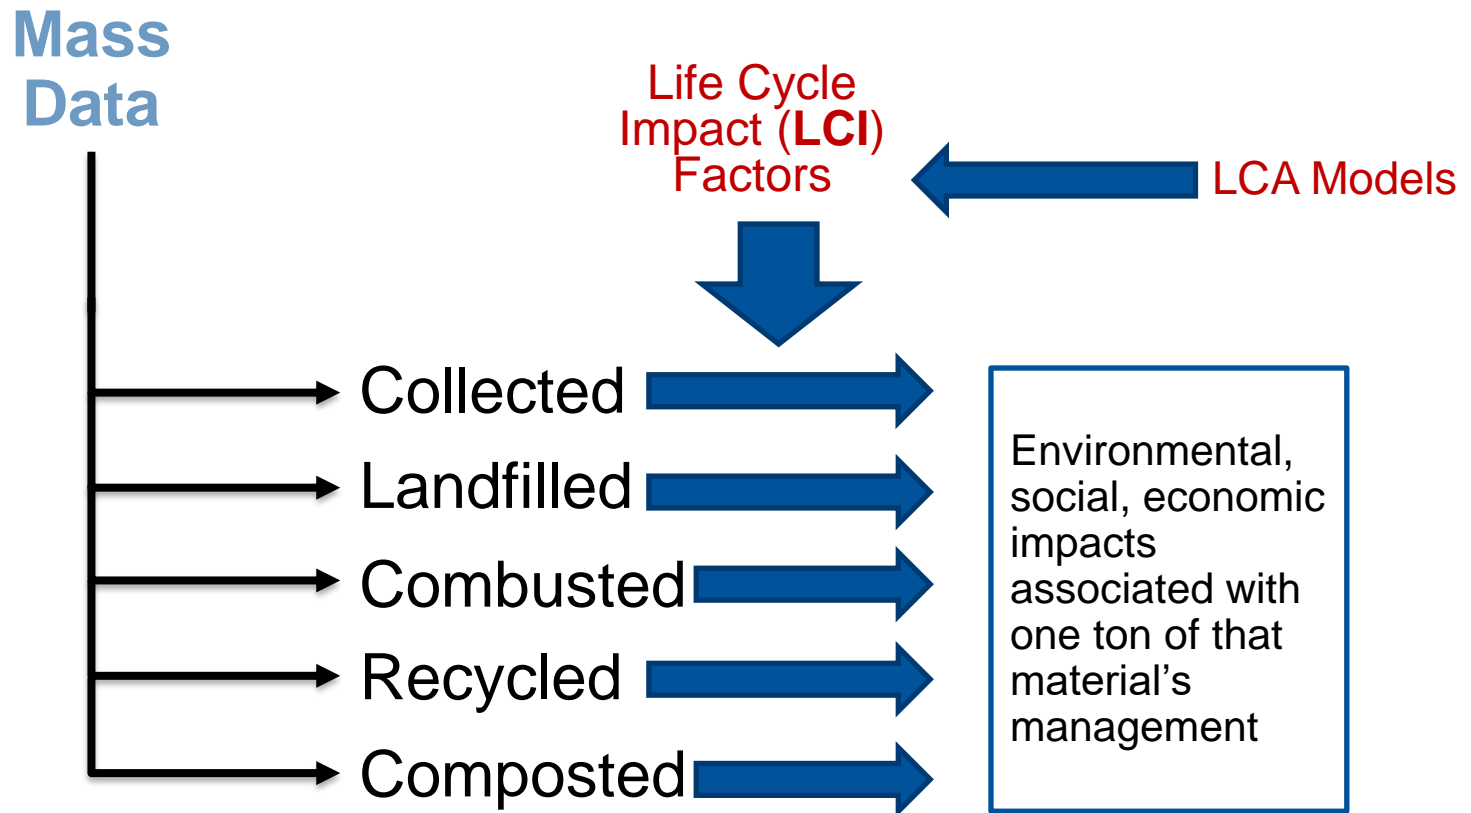 Mass
Data
Life Cycle
Impact (LCI)
Factors
LCA Models
Collected
Landfilled
Combusted
Recycled
Composted
Environmental,
social, economic
impacts
associated with
one ton of that
material’s
management